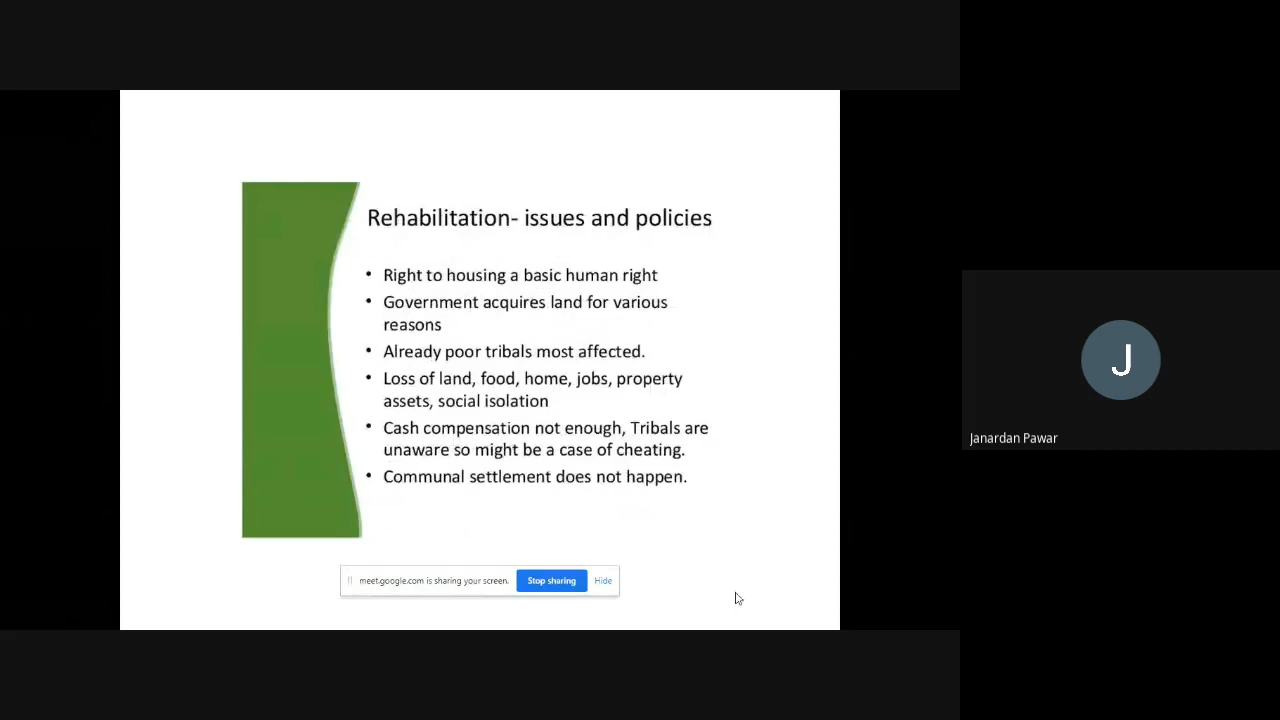 Rehabilitation- issues and policies
• Right to housing a basic human right
• Government acquires land for various
reasons
• Already poor tribals most affected.
• Loss of land, food, home, jobs, property
assets, social isolation
• Cash compensation not enough, Tribals are
unaware so might be a case of cheating.
• Communal settlement does not happen.
meet.google.com is sharing your screen. Stop sharing Hide
J
Janardan Pawar